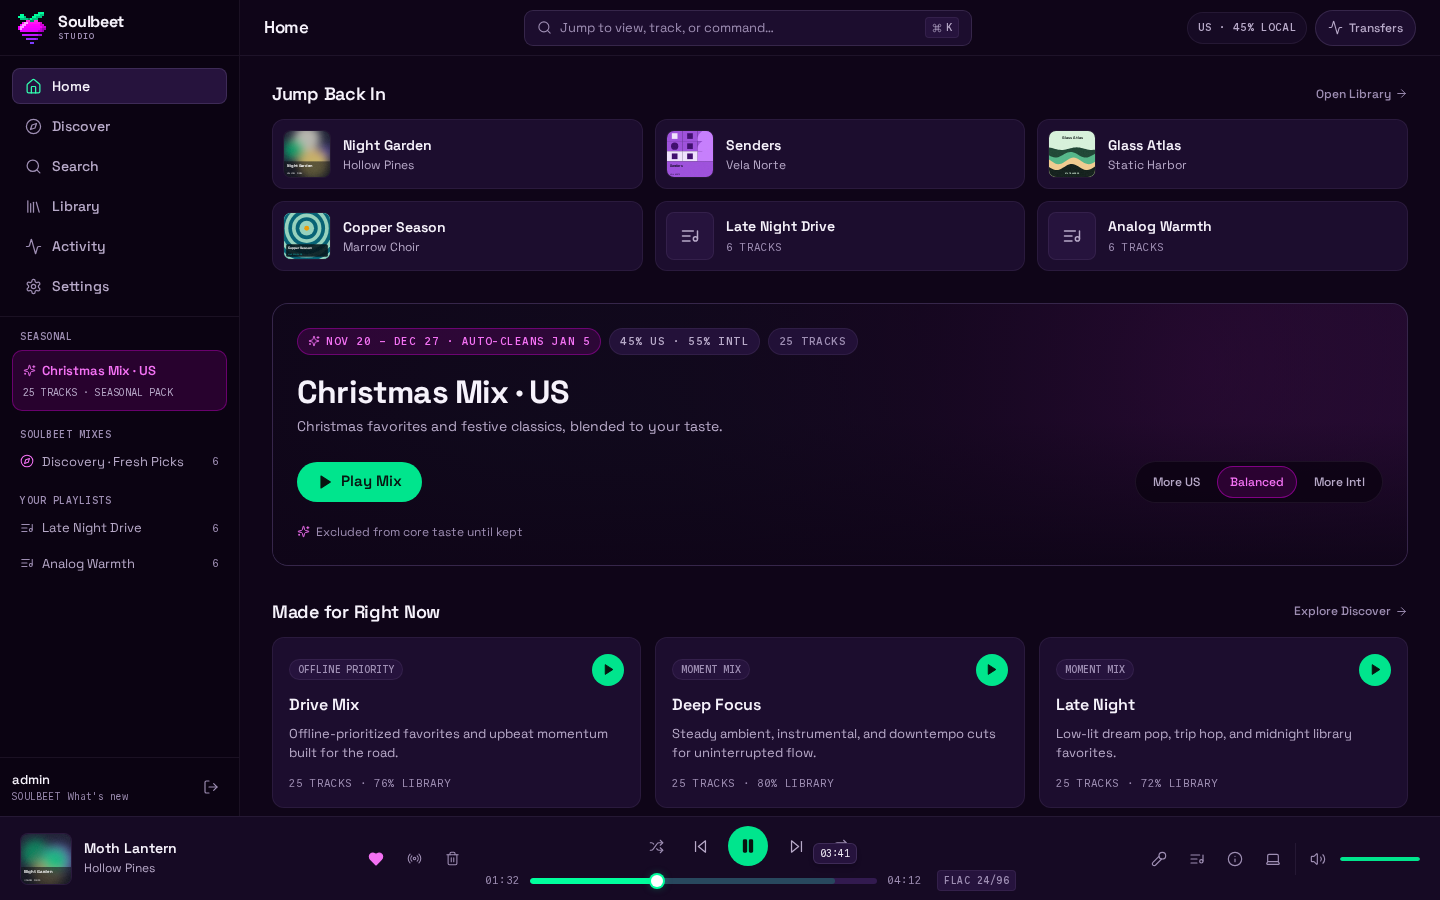 Soulbeet
STUDIO
Home
Jump to view, track, or command...
⌘ K
US · 45% LOCAL
Transfers
Home
Discover
Search
Library
Activity
Settings
SEASONAL
Christmas Mix · US
25 TRACKS · SEASONAL PACK
SOULBEET MIXES
Discovery · Fresh Picks 6
YOUR PLAYLISTS
Late Night Drive 6
Analog Warmth 6
admin
SOULBEET What's new
Jump Back In
Open Library →
Night Garden
Hollow Pines
Senders
Vela Norte
Glass Atlas
Glass Atlas
Static Harbor
Copper Season
Copper Season
Marrow Choir
Late Night Drive
6 TRACKS
Analog Warmth
6 TRACKS
NOV 20 – DEC 27 · AUTO-CLEANS JAN 5
45% US · 55% INTL
25 TRACKS
Christmas Mix · US
Christmas favorites and festive classics, blended to your taste.
Play Mix
More US
Balanced
More Intl
Excluded from core taste until kept
Made for Right Now
Explore Discover →
OFFLINE PRIORITY
Drive Mix
Offline-prioritized favorites and upbeat momentum
built for the road.
25 TRACKS · 76% LIBRARY
MOMENT MIX
Deep Focus
Steady ambient, instrumental, and downtempo cuts
for uninterrupted flow.
25 TRACKS · 80% LIBRARY
MOMENT MIX
Late Night
Low-lit dream pop, trip hop, and midnight library
favorites.
25 TRACKS · 72% LIBRARY
Night Garden
Moth Lantern
Hollow Pines
03:41
01:32
04:12
FLAC 24/96